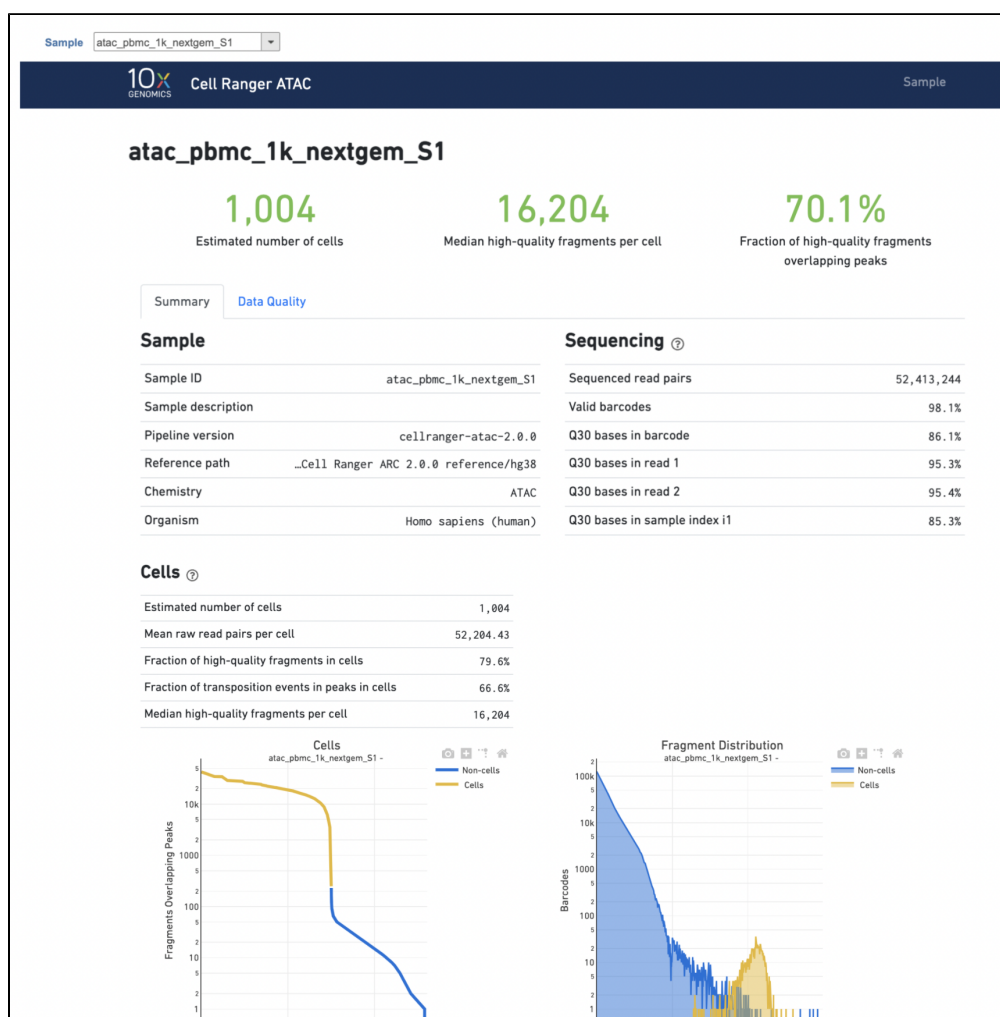 Sample atac_pbmc_1k_nextgem_S1
10x GENOMICS Cell Ranger ATAC Sample
atac_pbmc_1k_nextgem_S1
1,004 16,204 70.1%
Estimated number of cells Median high-quality fragments per cell Fraction of high-quality fragments
overlapping peaks
Summary Data Quality
Sample Sequencing ?
Sample ID atac_pbmc_1k_nextgem_S1 Sequenced read pairs 52,413,244
Sample description Valid barcodes 98.1%
Pipeline version cellranger-atac-2.0.0 Q30 bases in barcode 86.1%
Reference path …Cell Ranger ARC 2.0.0 reference/hg38 Q30 bases in read 1 95.3%
Chemistry ATAC Q30 bases in read 2 95.4%
Organism Homo sapiens (human) Q30 bases in sample index i1 85.3%
Cells ?
Estimated number of cells 1,004
Mean raw read pairs per cell 52,204.43
Fraction of high-quality fragments in cells 79.6%
Fraction of transposition events in peaks in cells 66.6%
Median high-quality fragments per cell 16,204
Cells
atac_pbmc_1k_nextgem_S1 -
Non-cells
Cells
Fragments Overlapping Peaks
5
2
10k
5
2
1000
5
2
100
5
2
10
5
2
1
Fragment Distribution
atac_pbmc_1k_nextgem_S1 -
Non-cells
Cells
Barcodes
2
100k
5
2
10k
5
2
1000
5
2
100
5
2
10
5
2
1